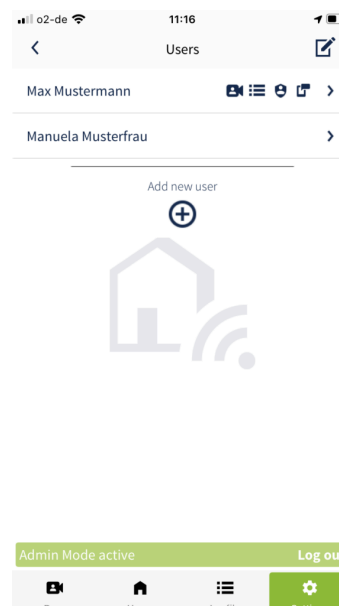 o2-de 11:16
Users
Max Mustermann
Manuela Musterfrau
Add new user
Admin Mode active Log ou